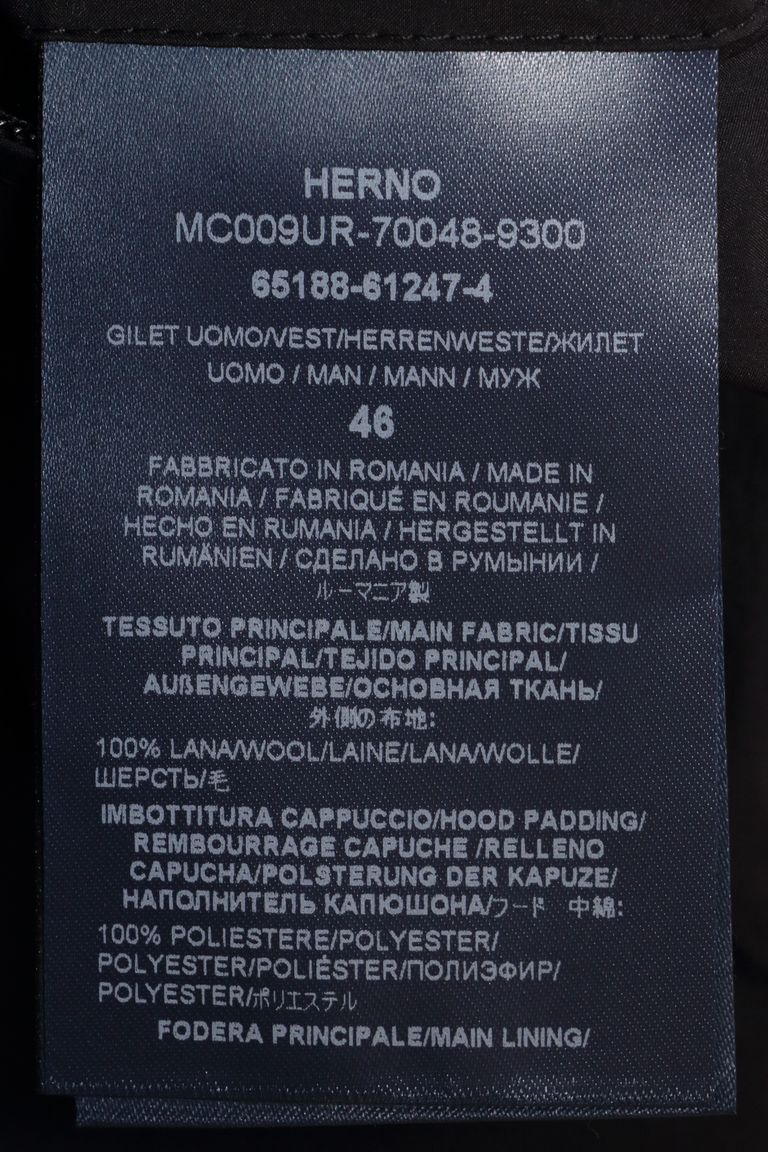 HERNO
MC009UR-70048-9300
65188-61247-4
GILET UOMO/VEST/HERRENWESTE/ЖИЛЕТ
UOMO / MAN / MANN / МУЖ
46
FABBRICATO IN ROMANIA / MADE IN
ROMANIA / FABRIQUÉ EN ROUMANIE /
HECHO EN RUMANIA / HERGESTELLT IN
RUMÄNIEN / СДЕЛАНО В РУМЫНИИ /
ルーマニア製
TESSUTO PRINCIPALE/MAIN FABRIC/TISSU
PRINCIPAL/TEJIDO PRINCIPAL/
AUßENGEWEBE/ОСНОВНАЯ ТКАНЬ/
外側の布地:
100% LANA/WOOL/LAINE/LANA/WOLLE/
ШЕРСТЬ/毛
IMBOTTITURA CAPPUCCIO/HOOD PADDING/
REMBOURRAGE CAPUCHE /RELLENO
CAPUCHA/POLSTERUNG DER KAPUZE/
НАПОЛНИТЕЛЬ КАПЮШОНА/フード 中綿:
100% POLIESTERE/POLYESTER/
POLYESTER/POLIÉSTER/ПОЛИЭФИР/
POLYESTER/ポリエステル
FODERA PRINCIPALE/MAIN LINING/